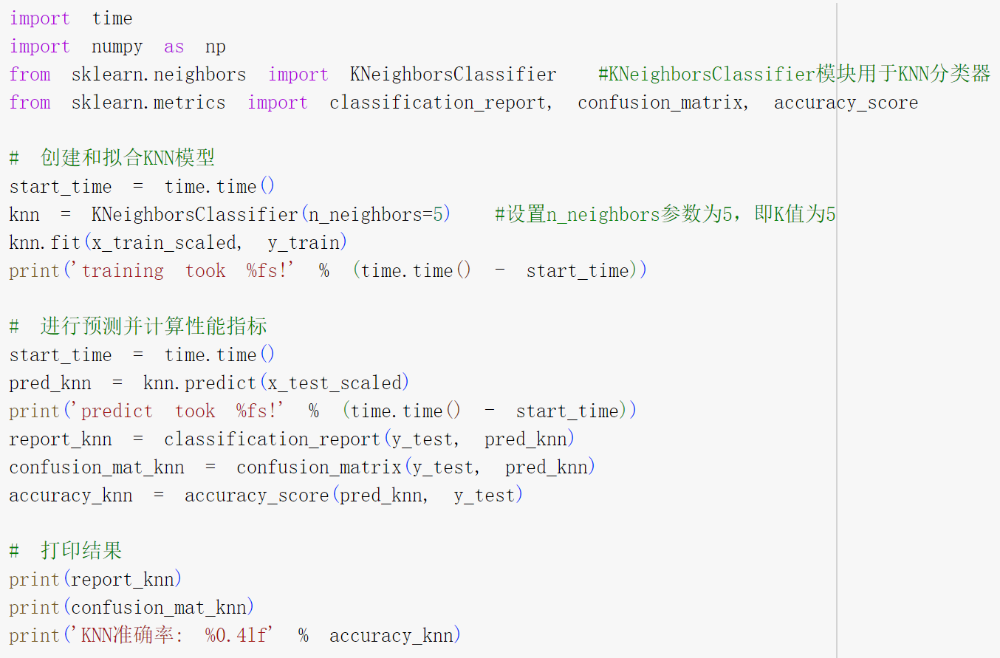 import time
import numpy as np
from sklearn.neighbors import KNeighborsClassifier    #KNeighborsClassifier模块用于KNN分类器
from sklearn.metrics import classification_report, confusion_matrix, accuracy_score

# 创建和拟合KNN模型
start_time = time.time()
knn = KNeighborsClassifier(n_neighbors=5)    #设置n_neighbors参数为5，即K值为5
knn.fit(x_train_scaled, y_train)
print('training took %fs!' % (time.time() - start_time))

# 进行预测并计算性能指标
start_time = time.time()
pred_knn = knn.predict(x_test_scaled)
print('predict took %fs!' % (time.time() - start_time))
report_knn = classification_report(y_test, pred_knn)
confusion_mat_knn = confusion_matrix(y_test, pred_knn)
accuracy_knn = accuracy_score(pred_knn, y_test)

# 打印结果
print(report_knn)
print(confusion_mat_knn)
print('KNN准确率: %0.4lf' % accuracy_knn)